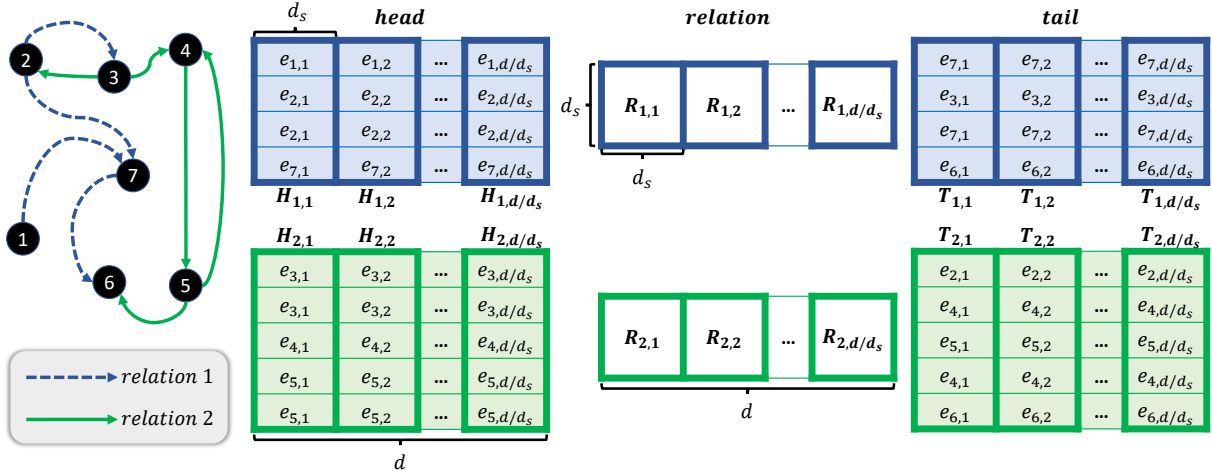 2
3
4
7
1
6
5
relation 1
relation 2
d_s head
e_{1,1} e_{1,2} ... e_{1,d/d_s}
e_{2,1} e_{2,2} ... e_{2,d/d_s}
e_{2,1} e_{2,2} ... e_{2,d/d_s}
e_{7,1} e_{7,2} ... e_{7,d/d_s}
H_{1,1} H_{1,2} H_{1,d/d_s}
H_{2,1} H_{2,2} H_{2,d/d_s}
e_{3,1} e_{3,2} ... e_{3,d/d_s}
e_{3,1} e_{3,2} ... e_{3,d/d_s}
e_{4,1} e_{4,2} ... e_{4,d/d_s}
e_{5,1} e_{5,2} ... e_{5,d/d_s}
e_{5,1} e_{5,2} ... e_{5,d/d_s}
d
relation
d_s R_{1,1} R_{1,2} ... R_{1,d/d_s}
d_s
R_{2,1} R_{2,2} ... R_{2,d/d_s}
d
tail
e_{7,1} e_{7,2} ... e_{7,d/d_s}
e_{3,1} e_{3,2} ... e_{3,d/d_s}
e_{7,1} e_{7,2} ... e_{7,d/d_s}
e_{6,1} e_{6,2} ... e_{6,d/d_s}
T_{1,1} T_{1,2} T_{1,d/d_s}
T_{2,1} T_{2,2} T_{2,d/d_s}
e_{2,1} e_{2,2} ... e_{2,d/d_s}
e_{4,1} e_{4,2} ... e_{4,d/d_s}
e_{5,1} e_{5,2} ... e_{5,d/d_s}
e_{4,1} e_{4,2} ... e_{4,d/d_s}
e_{6,1} e_{6,2} ... e_{6,d/d_s}